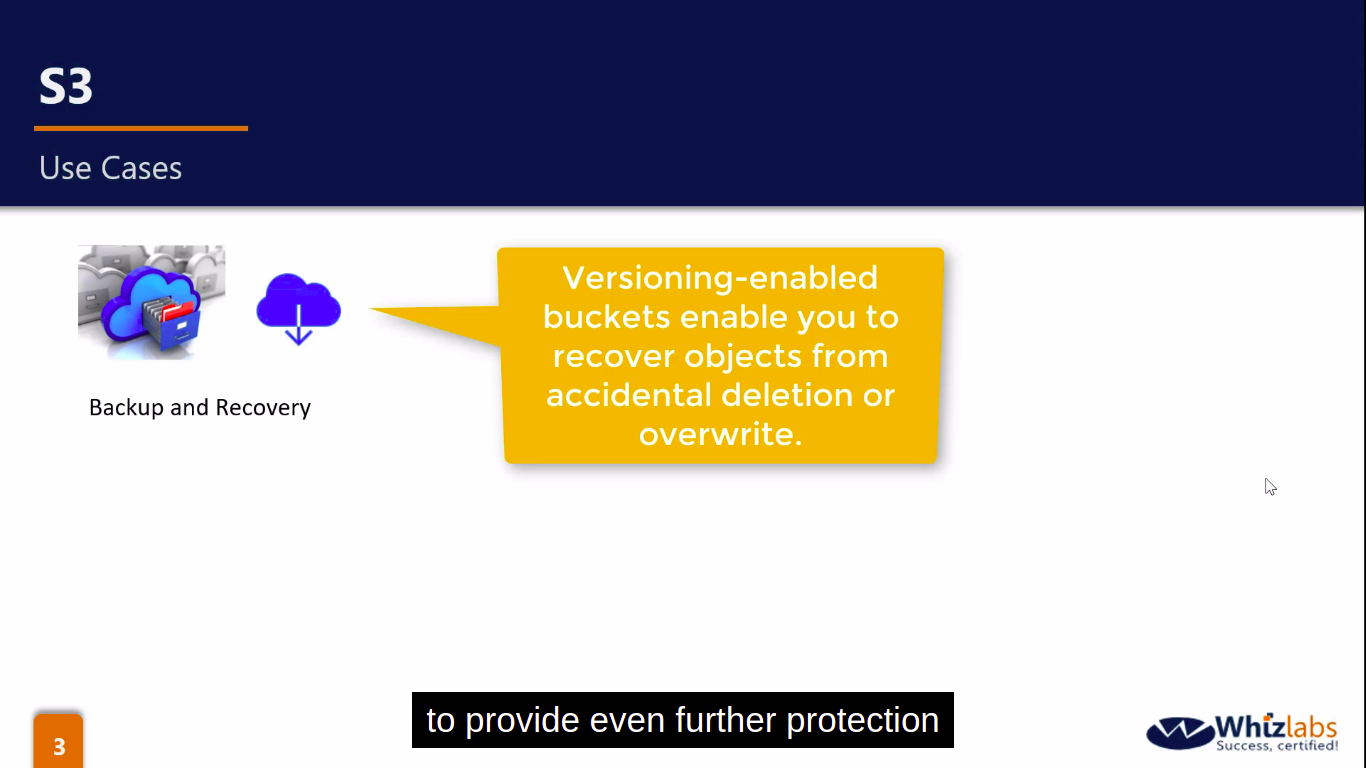 S3
Use Cases
Versioning-enabled
buckets enable you to
recover objects from
accidental deletion or
overwrite.
Backup and Recovery
to provide even further protection
3
Whizlabs
Success, certified!